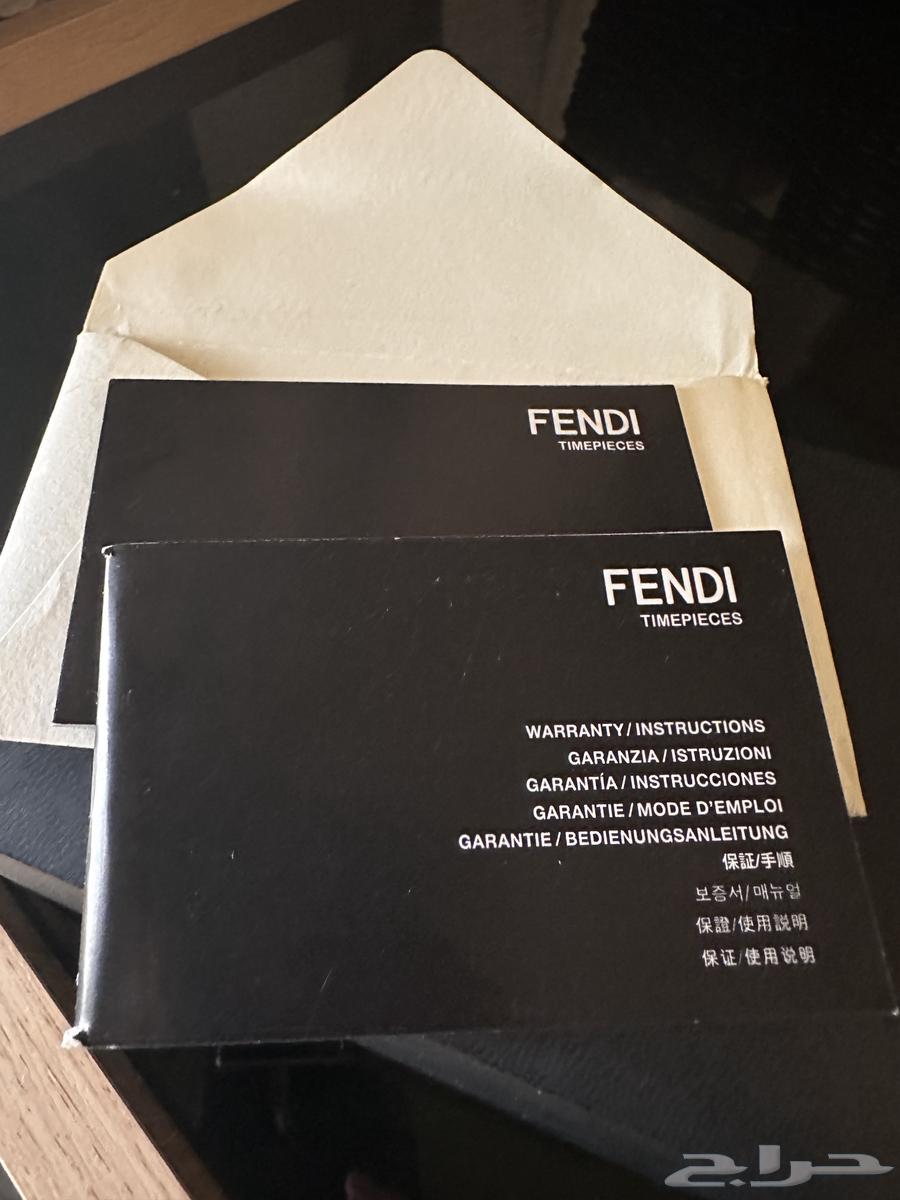 FENDI
TIMEPIECES
FENDI
TIMEPIECES
WARRANTY / INSTRUCTIONS
GARANZIA / ISTRUZIONI
GARANTÍA / INSTRUCCIONES
GARANTIE / MODE D'EMPLOI
GARANTIE / BEDIENUNGSANLEITUNG
保証/手順
보증서/매뉴얼
保證/使用説明
保证/使用说明
حراج